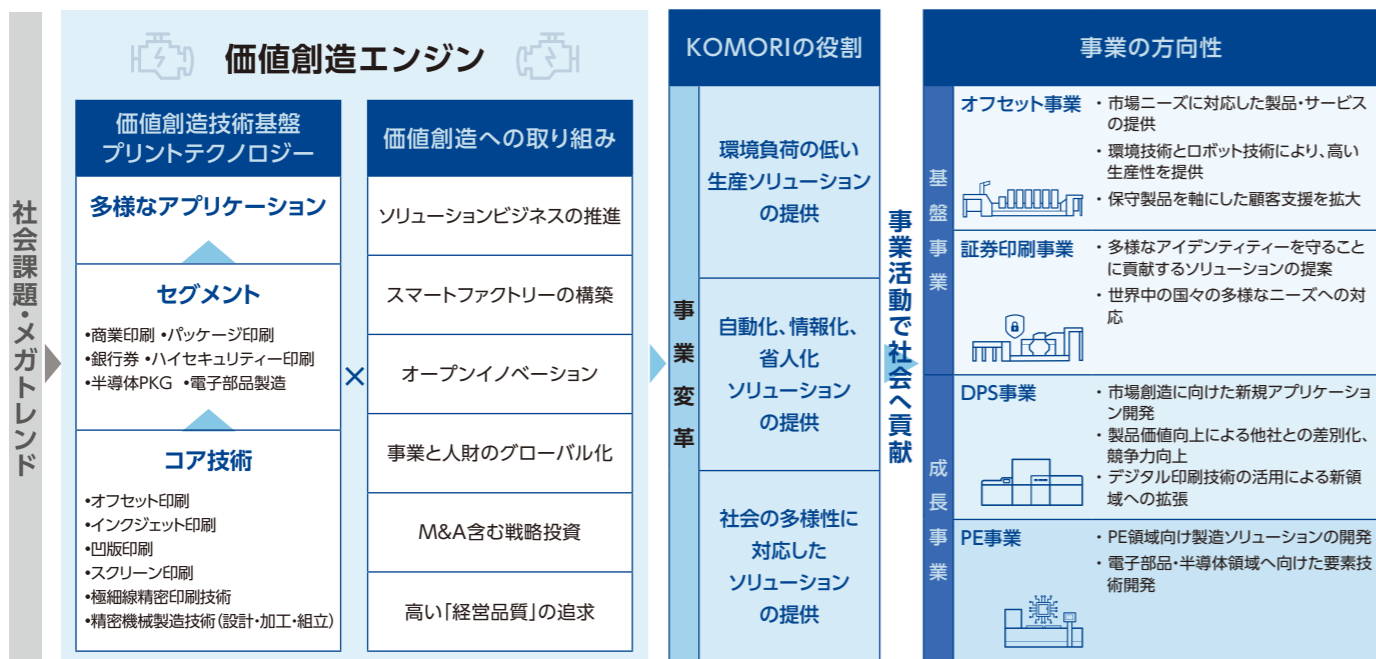 社会課題・メガトレンド
価値創造エンジン
価値創造技術基盤
プリントテクノロジー
多様なアプリケーション
セグメント
•商業印刷 •パッケージ印刷
•銀行券 •ハイセキュリティー印刷
•半導体PKG •電子部品製造
コア技術
•オフセット印刷
•インクジェット印刷
•凹版印刷
•スクリーン印刷
•極細線精密印刷技術
•精密機械製造技術(設計・加工・組立)
×
価値創造への取り組み
ソリューションビジネスの推進
スマートファクトリーの構築
オープンイノベーション
事業と人財のグローバル化
M&A含む戦略投資
高い「経営品質」の追求
KOMORIの役割
事業変革
環境負荷の低い
生産ソリューション
の提供
自動化、情報化、
省人化
ソリューション
の提供
社会の多様性に
対応した
ソリューション
の提供
事業活動で社会へ貢献
事業の方向性
基盤事業
オフセット事業
・市場ニーズに対応した製品・サービス
の提供
・環境技術とロボット技術により、高い
生産性を提供
・保守製品を軸にした顧客支援を拡大
証券印刷事業
・多様なアイデンティティーを守ること
に貢献するソリューションの提案
・世界中の国々の多様なニーズへの対
応
成長事業
DPS事業
・市場創造に向けた新規アプリケーショ
ン開発
・製品価値向上による他社との差別化、
競争力向上
・デジタル印刷技術の活用による新領
域への拡張
PE事業
・PE領域向け製造ソリューションの開発
・電子部品・半導体領域へ向けた要素技
術開発